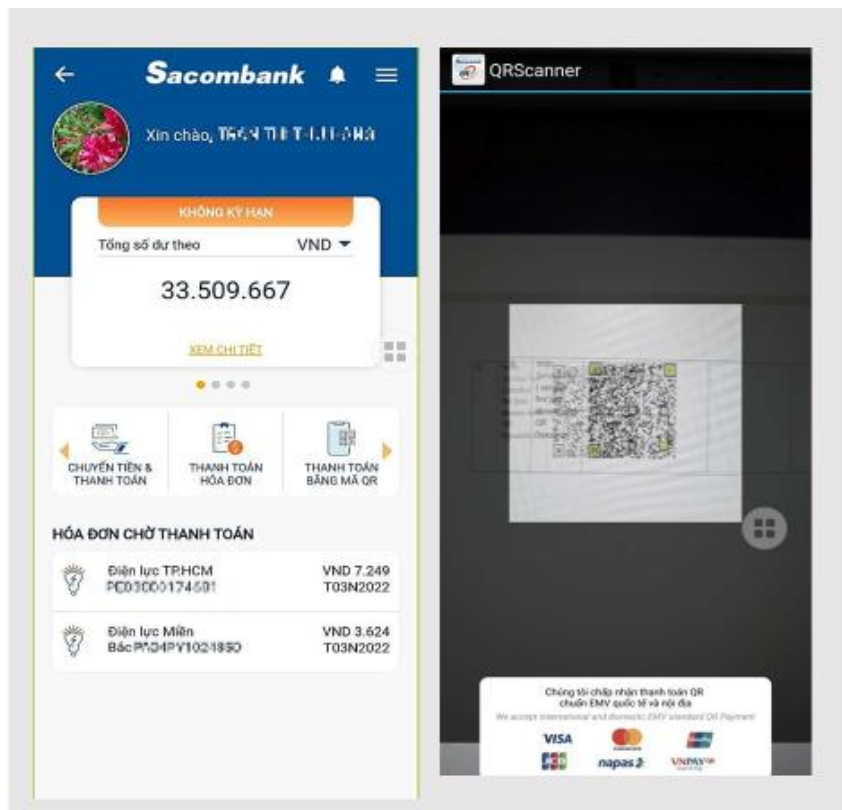 Sacombank
Xin chào,
KHÔNG KỲ HẠN
Tổng số dư theo VND
33.509.667
XEM CHI TIẾT
CHUYỂN TIỀN & THANH TOÁN
THANH TOÁN HÓA ĐƠN
THANH TOÁN BẰNG MÃ QR
HÓA ĐƠN CHỜ THANH TOÁN
Điện lực TP.HCM VND 7.249
T03N2022
Điện lực Miền VND 3.624
Bắc T03N2022
QRScanner
Chúng tôi chấp nhận thanh toán QR
chuẩn EMV quốc tế và nội địa
We accept International and domestic EMV standard QR Payment
VISA
JCB napas VNPAY